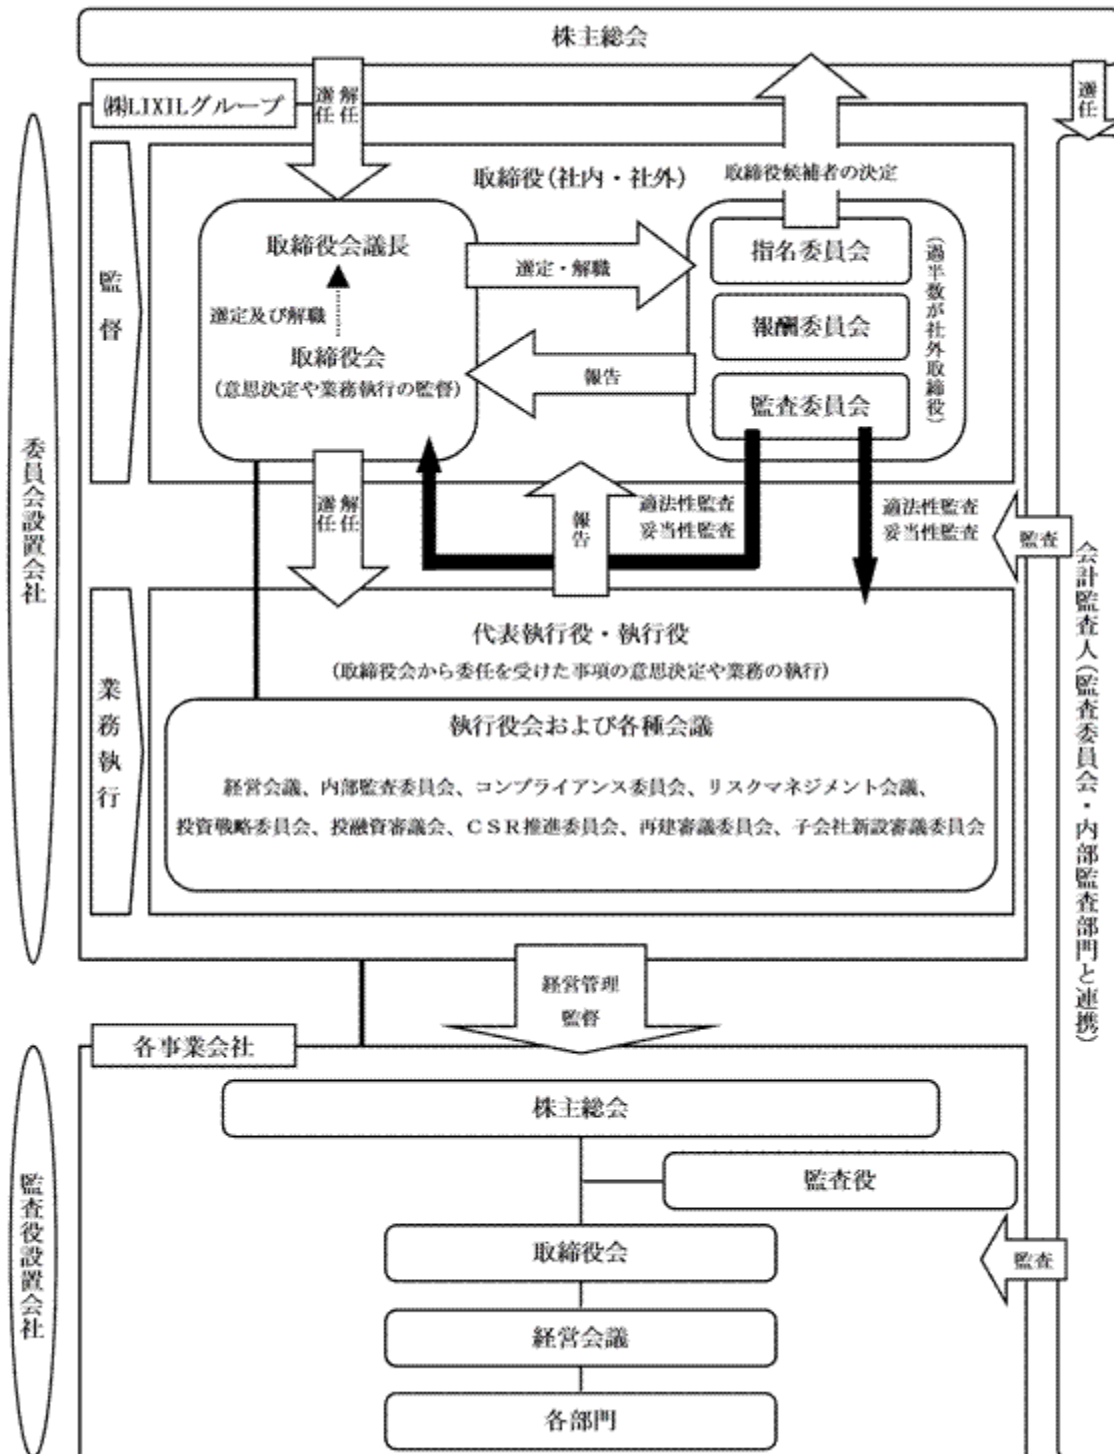 株主総会
㈱LIXILグループ
選任
解任
選任
監督
取締役(社内・社外)
取締役候補者の決定
取締役会議長
選定及び解職
取締役会
(意思決定や業務執行の監督)
選定・解職
報告
指名委員会
報酬委員会
監査委員会
(過半数が社外取締役)
委員会設置会社
選任
解任
報告
適法性監査
妥当性監査
適法性監査
妥当性監査
監査
会計監査人(監査委員会・内部監査部門と連携)
業務執行
代表執行役・執行役
(取締役会から委任を受けた事項の意思決定や業務の執行)
執行役会および各種会議
経営会議、内部監査委員会、コンプライアンス委員会、リスクマネジメント会議、
投資戦略委員会、投融資審議会、CSR推進委員会、再建審議委員会、子会社新設審議委員会
経営管理
監督
各事業会社
監査役設置会社
株主総会
監査役
取締役会
監査
経営会議
各部門